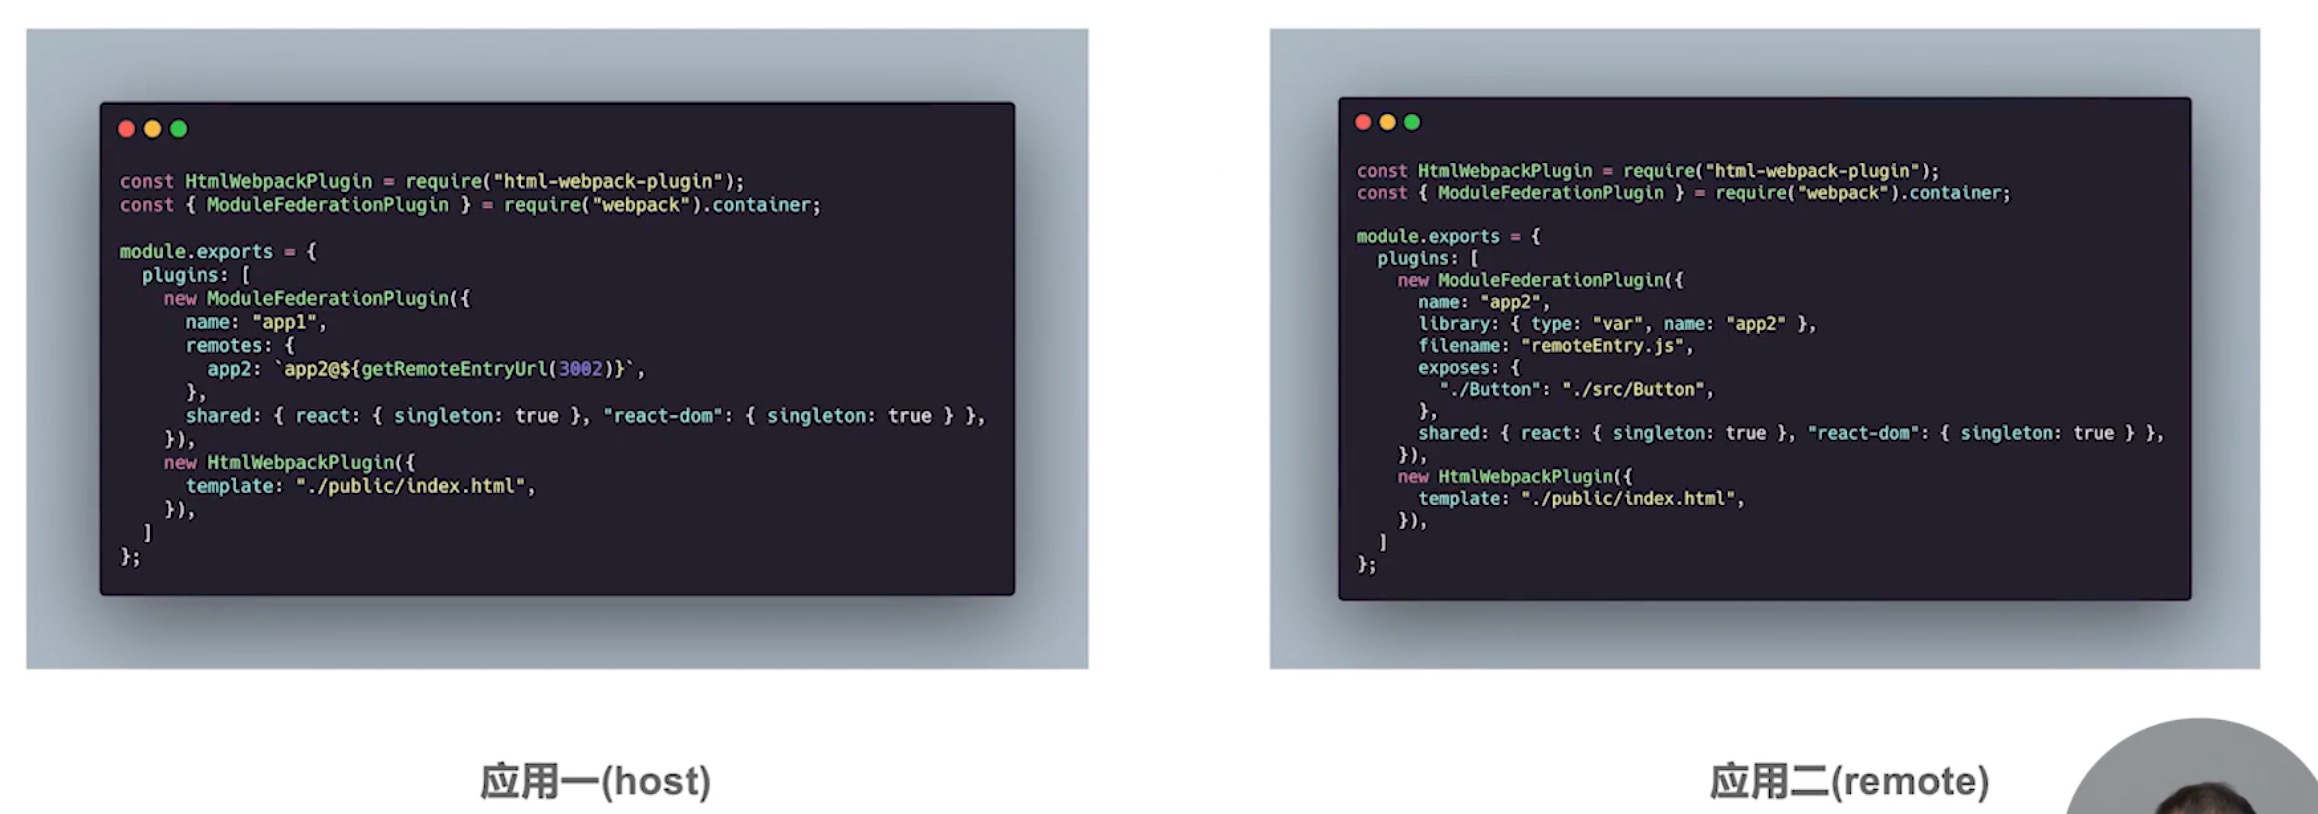 const HtmlWebpackPlugin = require("html-webpack-plugin");
const { ModuleFederationPlugin } = require("webpack").container;
module.exports = {
plugins: [
new ModuleFederationPlugin({
name: "app1",
remotes: {
app2: `app2@${getRemoteEntryUrl(3002)}`,
},
shared: { react: { singleton: true }, "react-dom": { singleton: true } },
}),
new HtmlWebpackPlugin({
template: "./public/index.html",
}),
]
};
应用一(host)
const HtmlWebpackPlugin = require("html-webpack-plugin");
const { ModuleFederationPlugin } = require("webpack").container;
module.exports = {
plugins: [
new ModuleFederationPlugin({
name: "app2",
library: { type: "var", name: "app2" },
filename: "remoteEntry.js",
exposes: {
"./Button": "./src/Button",
},
shared: { react: { singleton: true }, "react-dom": { singleton: true } },
}),
new HtmlWebpackPlugin({
template: "./public/index.html",
}),
]
};
应用二(remote)